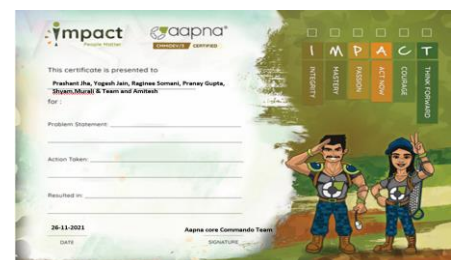 impact
People Matter
aapna®
COMMANDO'S CERTIFIED
This certificate is presented to
Prashant Jha, Yogesh Jain, Raginee Somani, Pranay Gupta,
Shyam,Murali & Team and Amitesh
for :
Problem Statement:
Action Taken:
Resulted in:
26-11-2021
Aapna core Commando Team
DATE
SIGNATURE
I M P A C T
INTEGRITY
MASTERY
PASSION
ACT NOW
COURAGE
THINK FORWARD